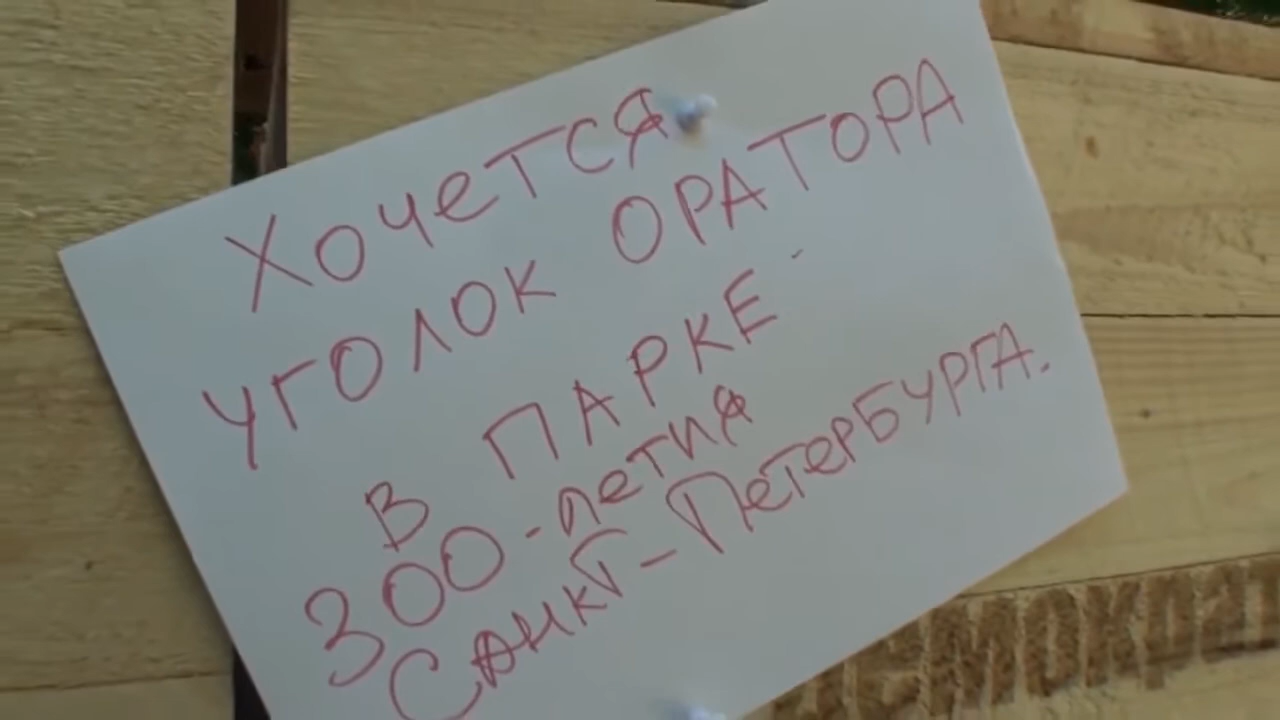 Хочется
уголок ОРАТОРА
В ПАРКЕ
300-летия
Санкт-Петербурга.